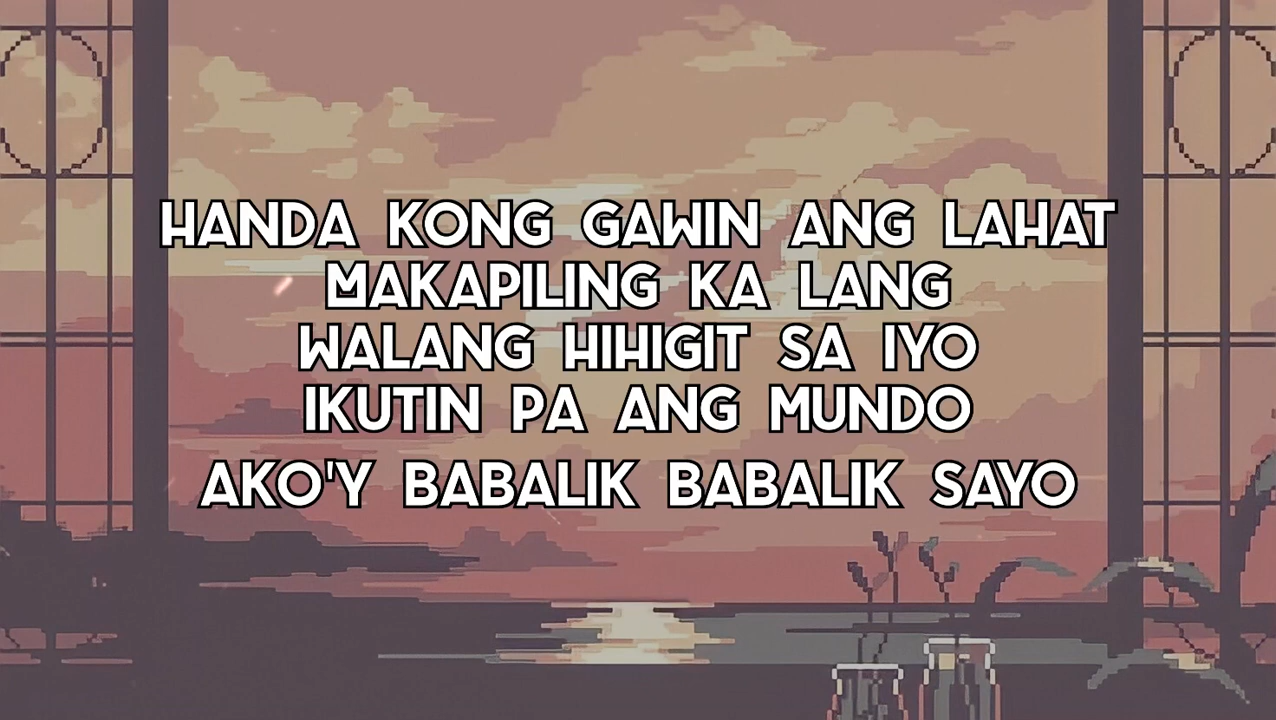 HANDA KONG GAWIN ANG LAHAT
MAKAPILING KA LANG
WALANG HIHIGIT SA IYO
IKUTIN PA ANG MUNDO
AKO'Y BABALIK BABALIK SAYO